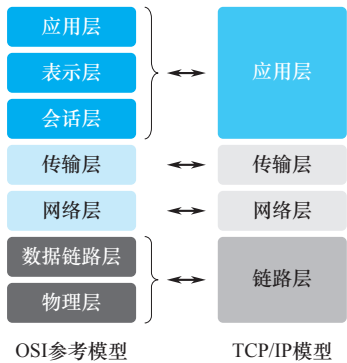 应用层
表示层
会话层
传输层
网络层
数据链路层
物理层
OSI参考模型
应用层
传输层
网络层
链路层
TCP/IP模型